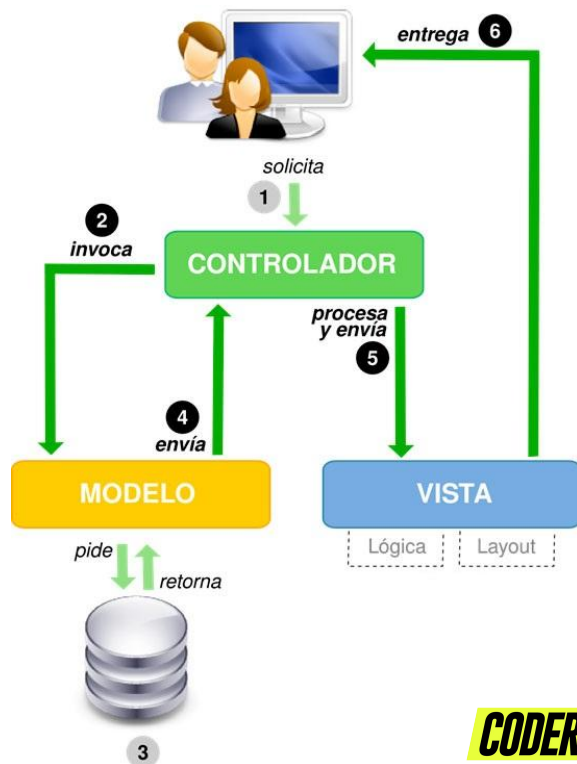 entrega 6
solicita
1
2
invoca
CONTROLADOR
procesa
y envía
5
4
envía
MODELO
VISTA
Lógica
Layout
pide
retorna
3
CODER